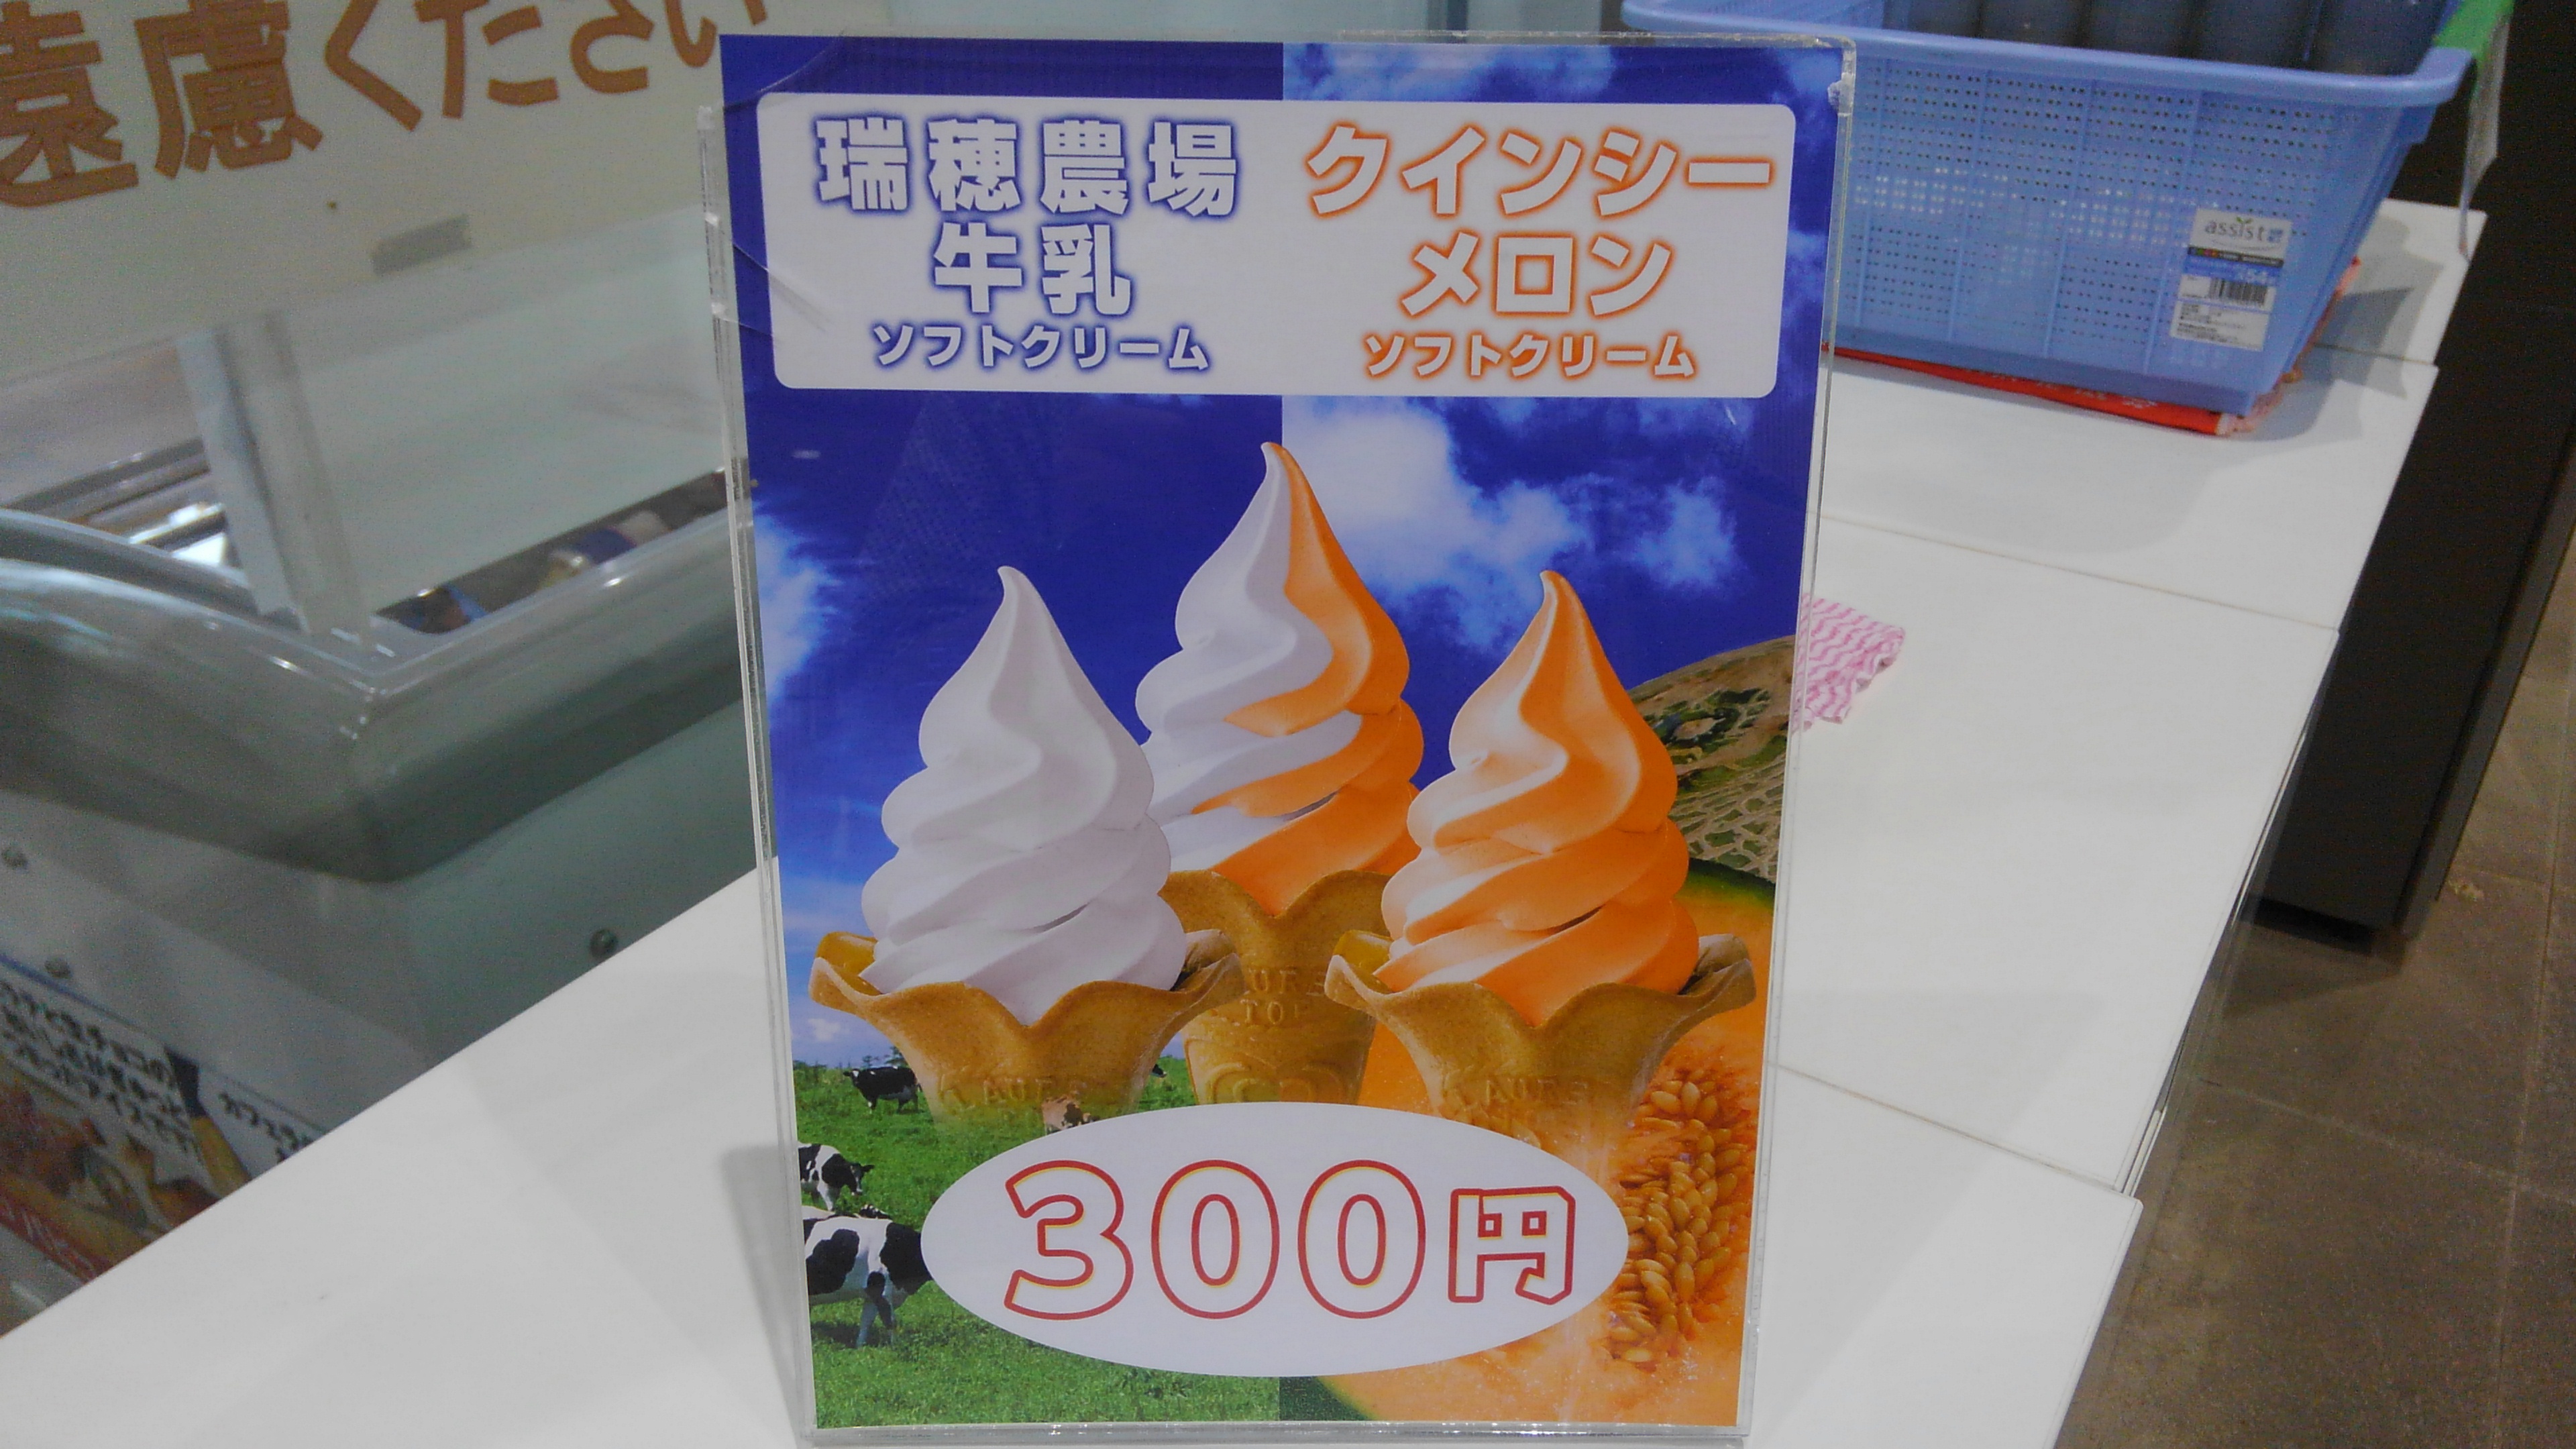 遠慮ください
瑞穂農場
牛乳
ソフトクリーム
クインシー
メロン
ソフトクリーム
300円
assist